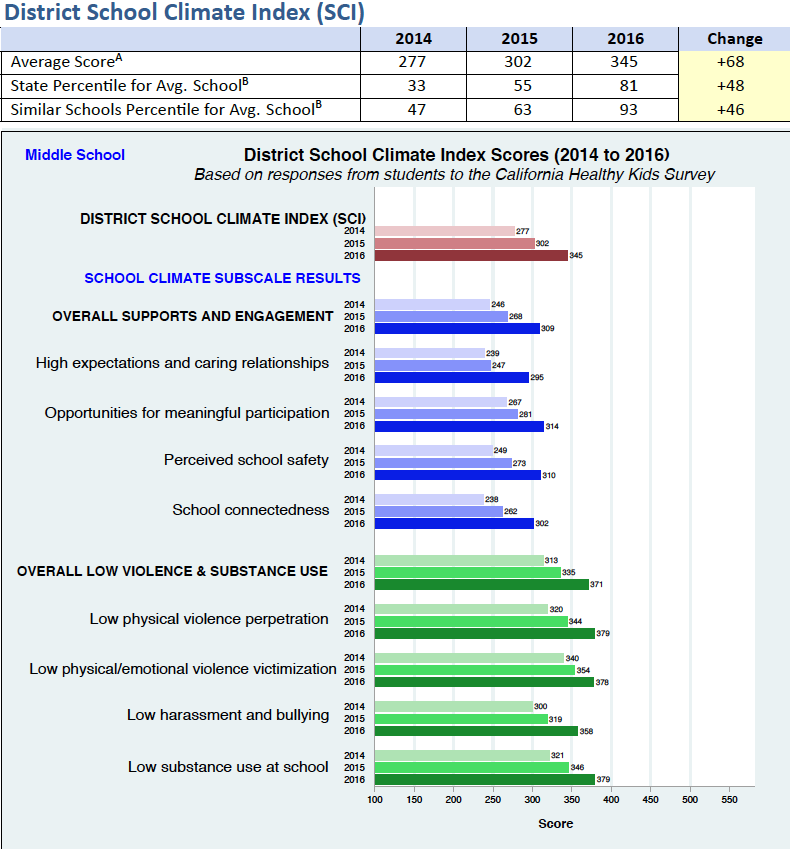 District School Climate Index (SCI)
2014 2015 2016 Change
Average Score^A 277 302 345 +68
State Percentile for Avg. School^B 33 55 81 +48
Similar Schools Percentile for Avg. School^B 47 63 93 +46
Middle School
District School Climate Index Scores (2014 to 2016)
Based on responses from students to the California Healthy Kids Survey
DISTRICT SCHOOL CLIMATE INDEX (SCI)
2014 277
2015 302
2016 345
SCHOOL CLIMATE SUBSCALE RESULTS
OVERALL SUPPORTS AND ENGAGEMENT
2014 246
2015 268
2016 309
High expectations and caring relationships
2014 239
2015 247
2016 295
Opportunities for meaningful participation
2014 267
2015 281
2016 314
Perceived school safety
2014 249
2015 273
2016 310
School connectedness
2014 238
2015 262
2016 302
OVERALL LOW VIOLENCE & SUBSTANCE USE
2014 313
2015 335
2016 371
Low physical violence perpetration
2014 320
2015 344
2016 379
Low physical/emotional violence victimization
2014 340
2015 354
2016 378
Low harassment and bullying
2014 300
2015 319
2016 358
Low substance use at school
2014 321
2015 346
2016 379
100 150 200 250 300 350 400 450 500 550
Score